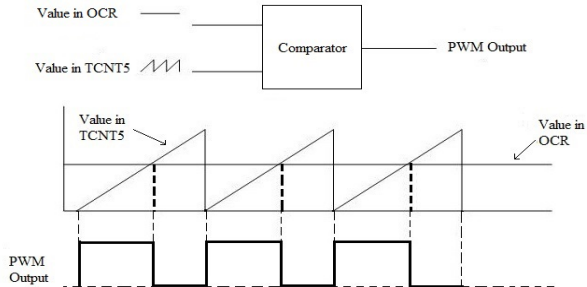 Value in OCR
Comparator
PWM Output
Value in TCNT5
Value in
TCNT5
Value in
OCR
PWM
Output